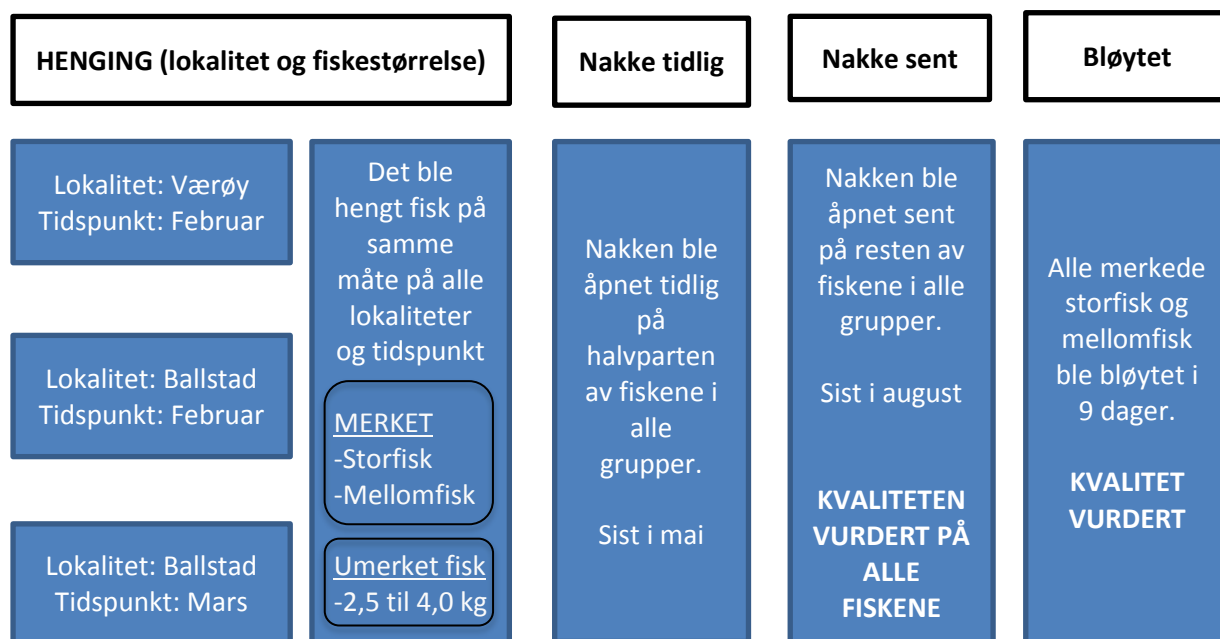 HENGING (lokalitet og fiskestørrelse)
Nakke tidlig
Nakke sent
Bløytet
Lokalitet: Værøy
Tidspunkt: Februar
Lokalitet: Ballstad
Tidspunkt: Februar
Lokalitet: Ballstad
Tidspunkt: Mars
Det ble
hengt fisk på
samme
måte på alle
lokaliteter
og tidspunkt
MERKET
-Storfisk
-Mellomfisk
Umerket fisk
-2,5 til 4,0 kg
Nakken ble
åpnet tidlig
på
halvparten
av fiskene i
alle
grupper.
Sist i mai
Nakken ble
åpnet sent
på resten av
fiskene i alle
grupper.
Sist i august
KVALITETEN
VURDERT PÅ
ALLE
FISKENE
Alle merkede
storfisk og
mellomfisk
ble bløytet i
9 dager.
KVALITET
VURDERT